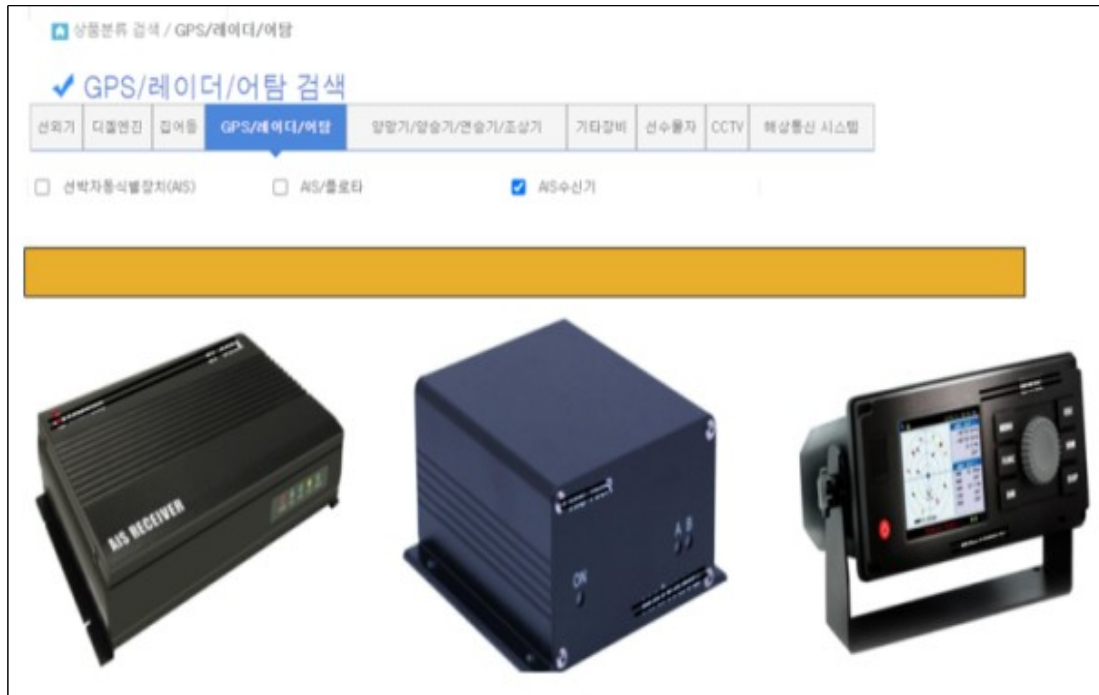 상품분류 검색 / GPS/레이더/어탐
GPS/레이더/어탐 검색
선외기 디젤엔진 집어등 GPS/레이더/어탐 양망기/양승기/연승기/조상기 기타장비 선수물자 CCTV 해상통신 시스템
선박자동식별장치(AIS) AIS/플로타 AIS수신기
AIS RECEIVER
A B
ON